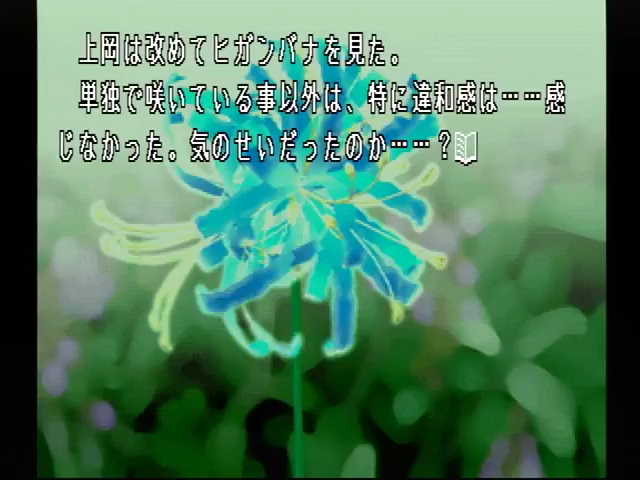 上岡は改めてヒガンバナを見た．
単独で咲いている事以外は、特に違和感は……感
じなかった．気のせいだったのか……？